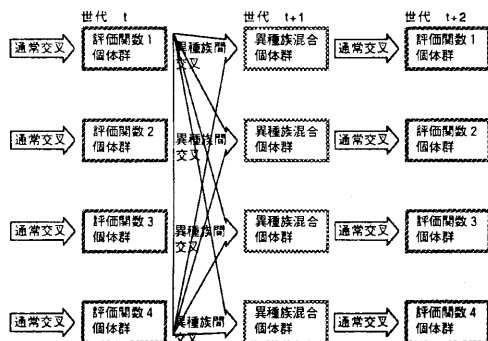 世代 t
世代 t+1
世代 t+2
通常交叉
評価関数1
個体群
異種族間
交叉
異種族混合
個体群
通常交叉
評価関数1
個体群
通常交叉
評価関数2
個体群
異種族間
交叉
異種族混合
個体群
通常交叉
評価関数2
個体群
通常交叉
評価関数3
個体群
異種族間
交叉
異種族混合
個体群
通常交叉
評価関数3
個体群
通常交叉
評価関数4
個体群
異種族間
交叉
異種族混合
個体群
通常交叉
評価関数4
個体群